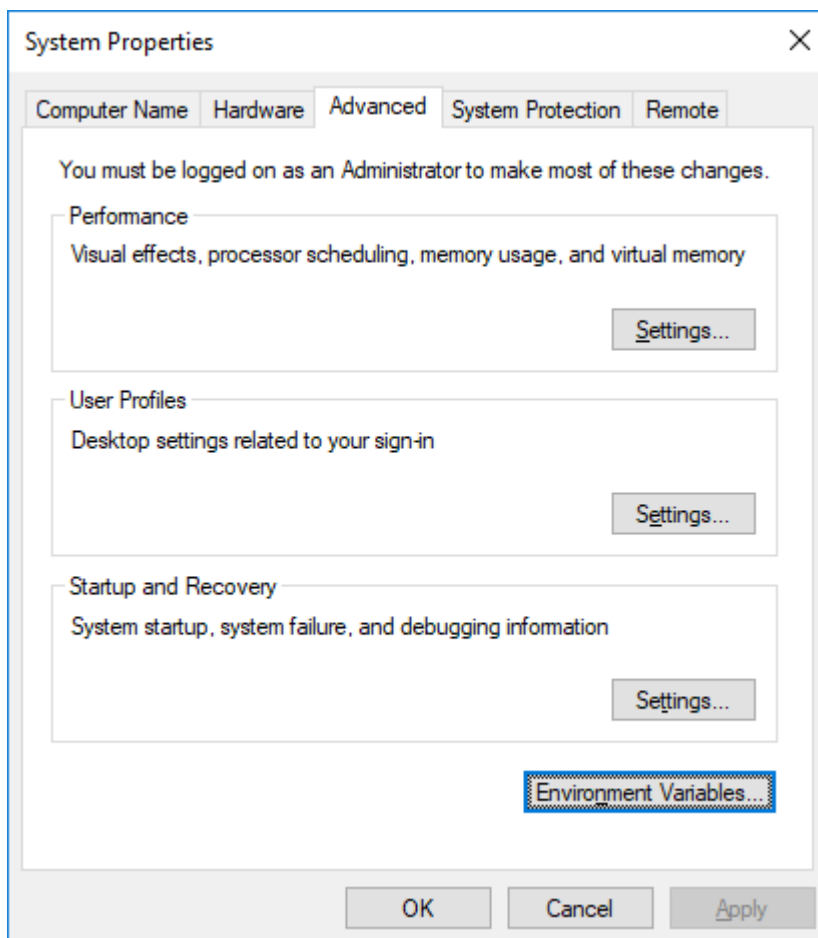 System Properties
Computer Name Hardware Advanced System Protection Remote
You must be logged on as an Administrator to make most of these changes.
Performance
Visual effects, processor scheduling, memory usage, and virtual memory
Settings...
User Profiles
Desktop settings related to your sign-in
Settings...
Startup and Recovery
System startup, system failure, and debugging information
Settings...
Environment Variables...
OK Cancel Apply